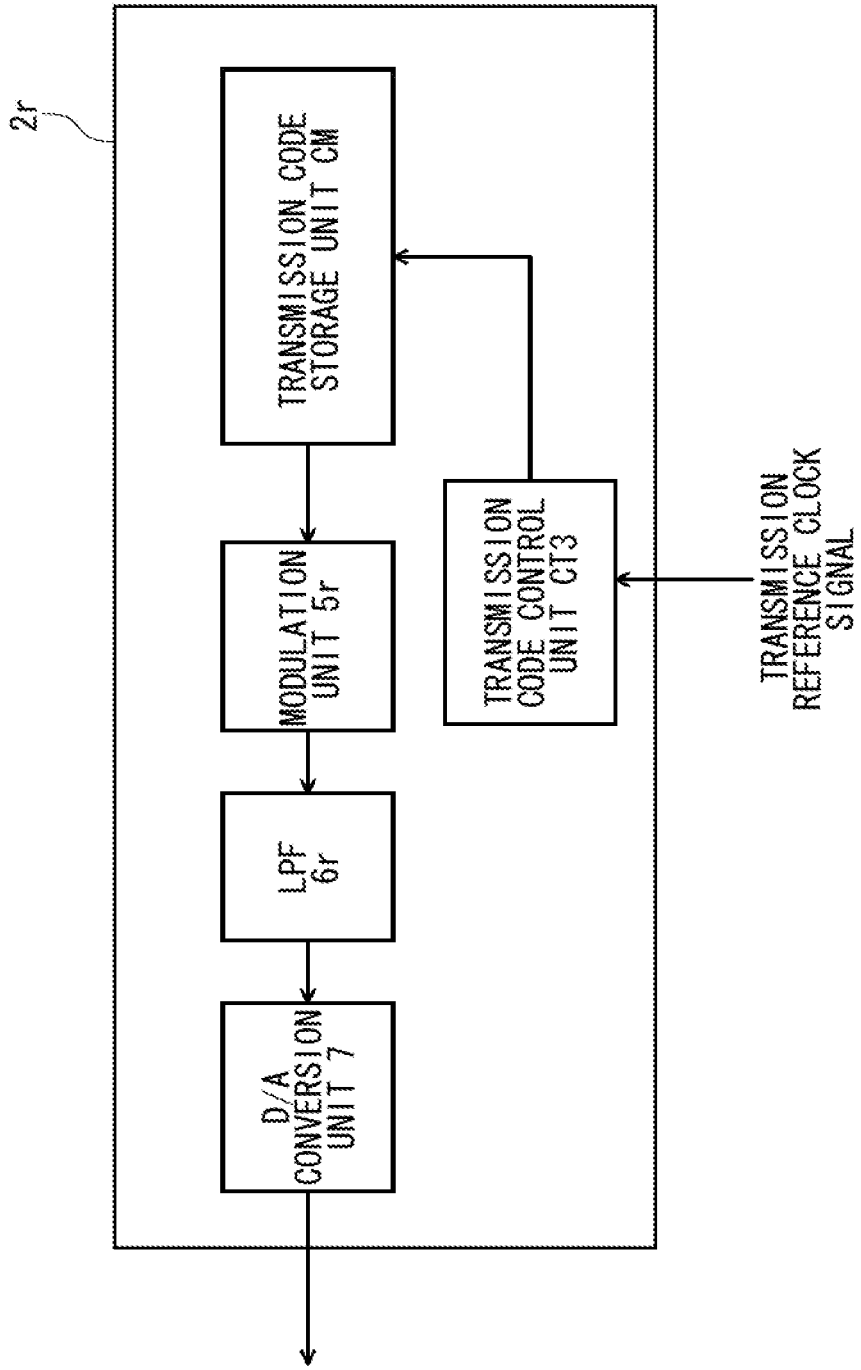 2r
TRANSMISSION CODE
STORAGE UNIT CM
MODULATION
UNIT 5r
LPF
6r
D/A
CONVERSION
UNIT 7
TRANSMISSION
CODE CONTROL
UNIT CT3
TRANSMISSION
REFERENCE CLOCK
SIGNAL